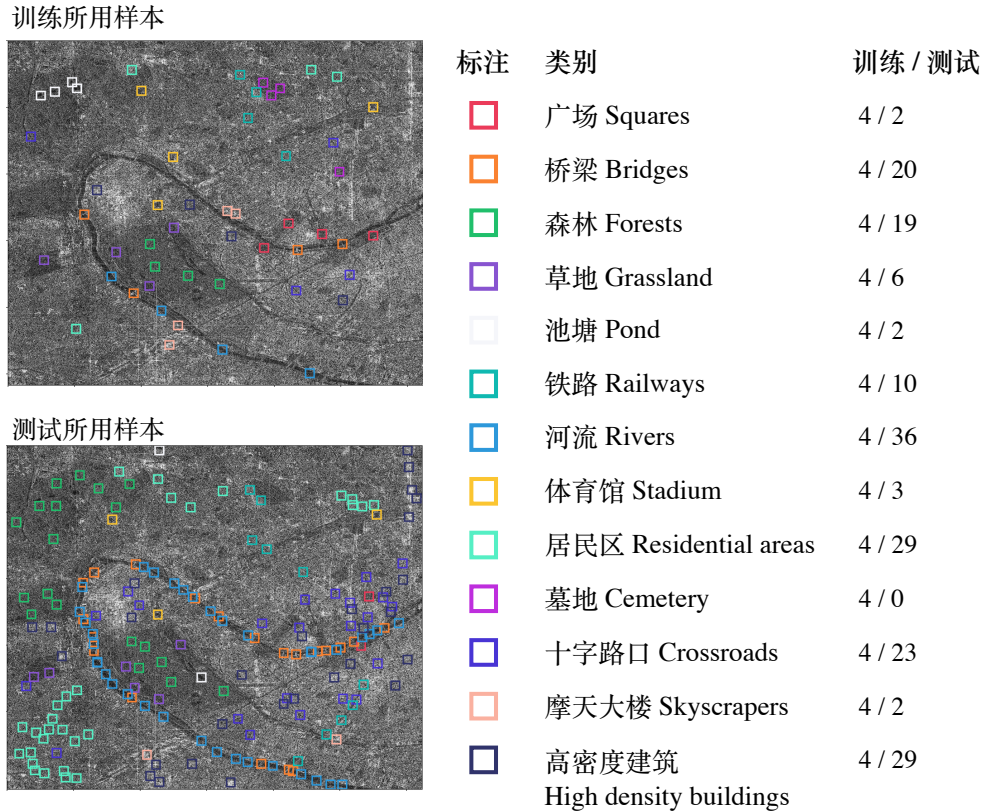 训练所用样本
测试所用样本
标注 类别 训练 / 测试
广场 Squares 4 / 2
桥梁 Bridges 4 / 20
森林 Forests 4 / 19
草地 Grassland 4 / 6
池塘 Pond 4 / 2
铁路 Railways 4 / 10
河流 Rivers 4 / 36
体育馆 Stadium 4 / 3
居民区 Residential areas 4 / 29
墓地 Cemetery 4 / 0
十字路口 Crossroads 4 / 23
摩天大楼 Skyscrapers 4 / 2
高密度建筑 4 / 29
High density buildings